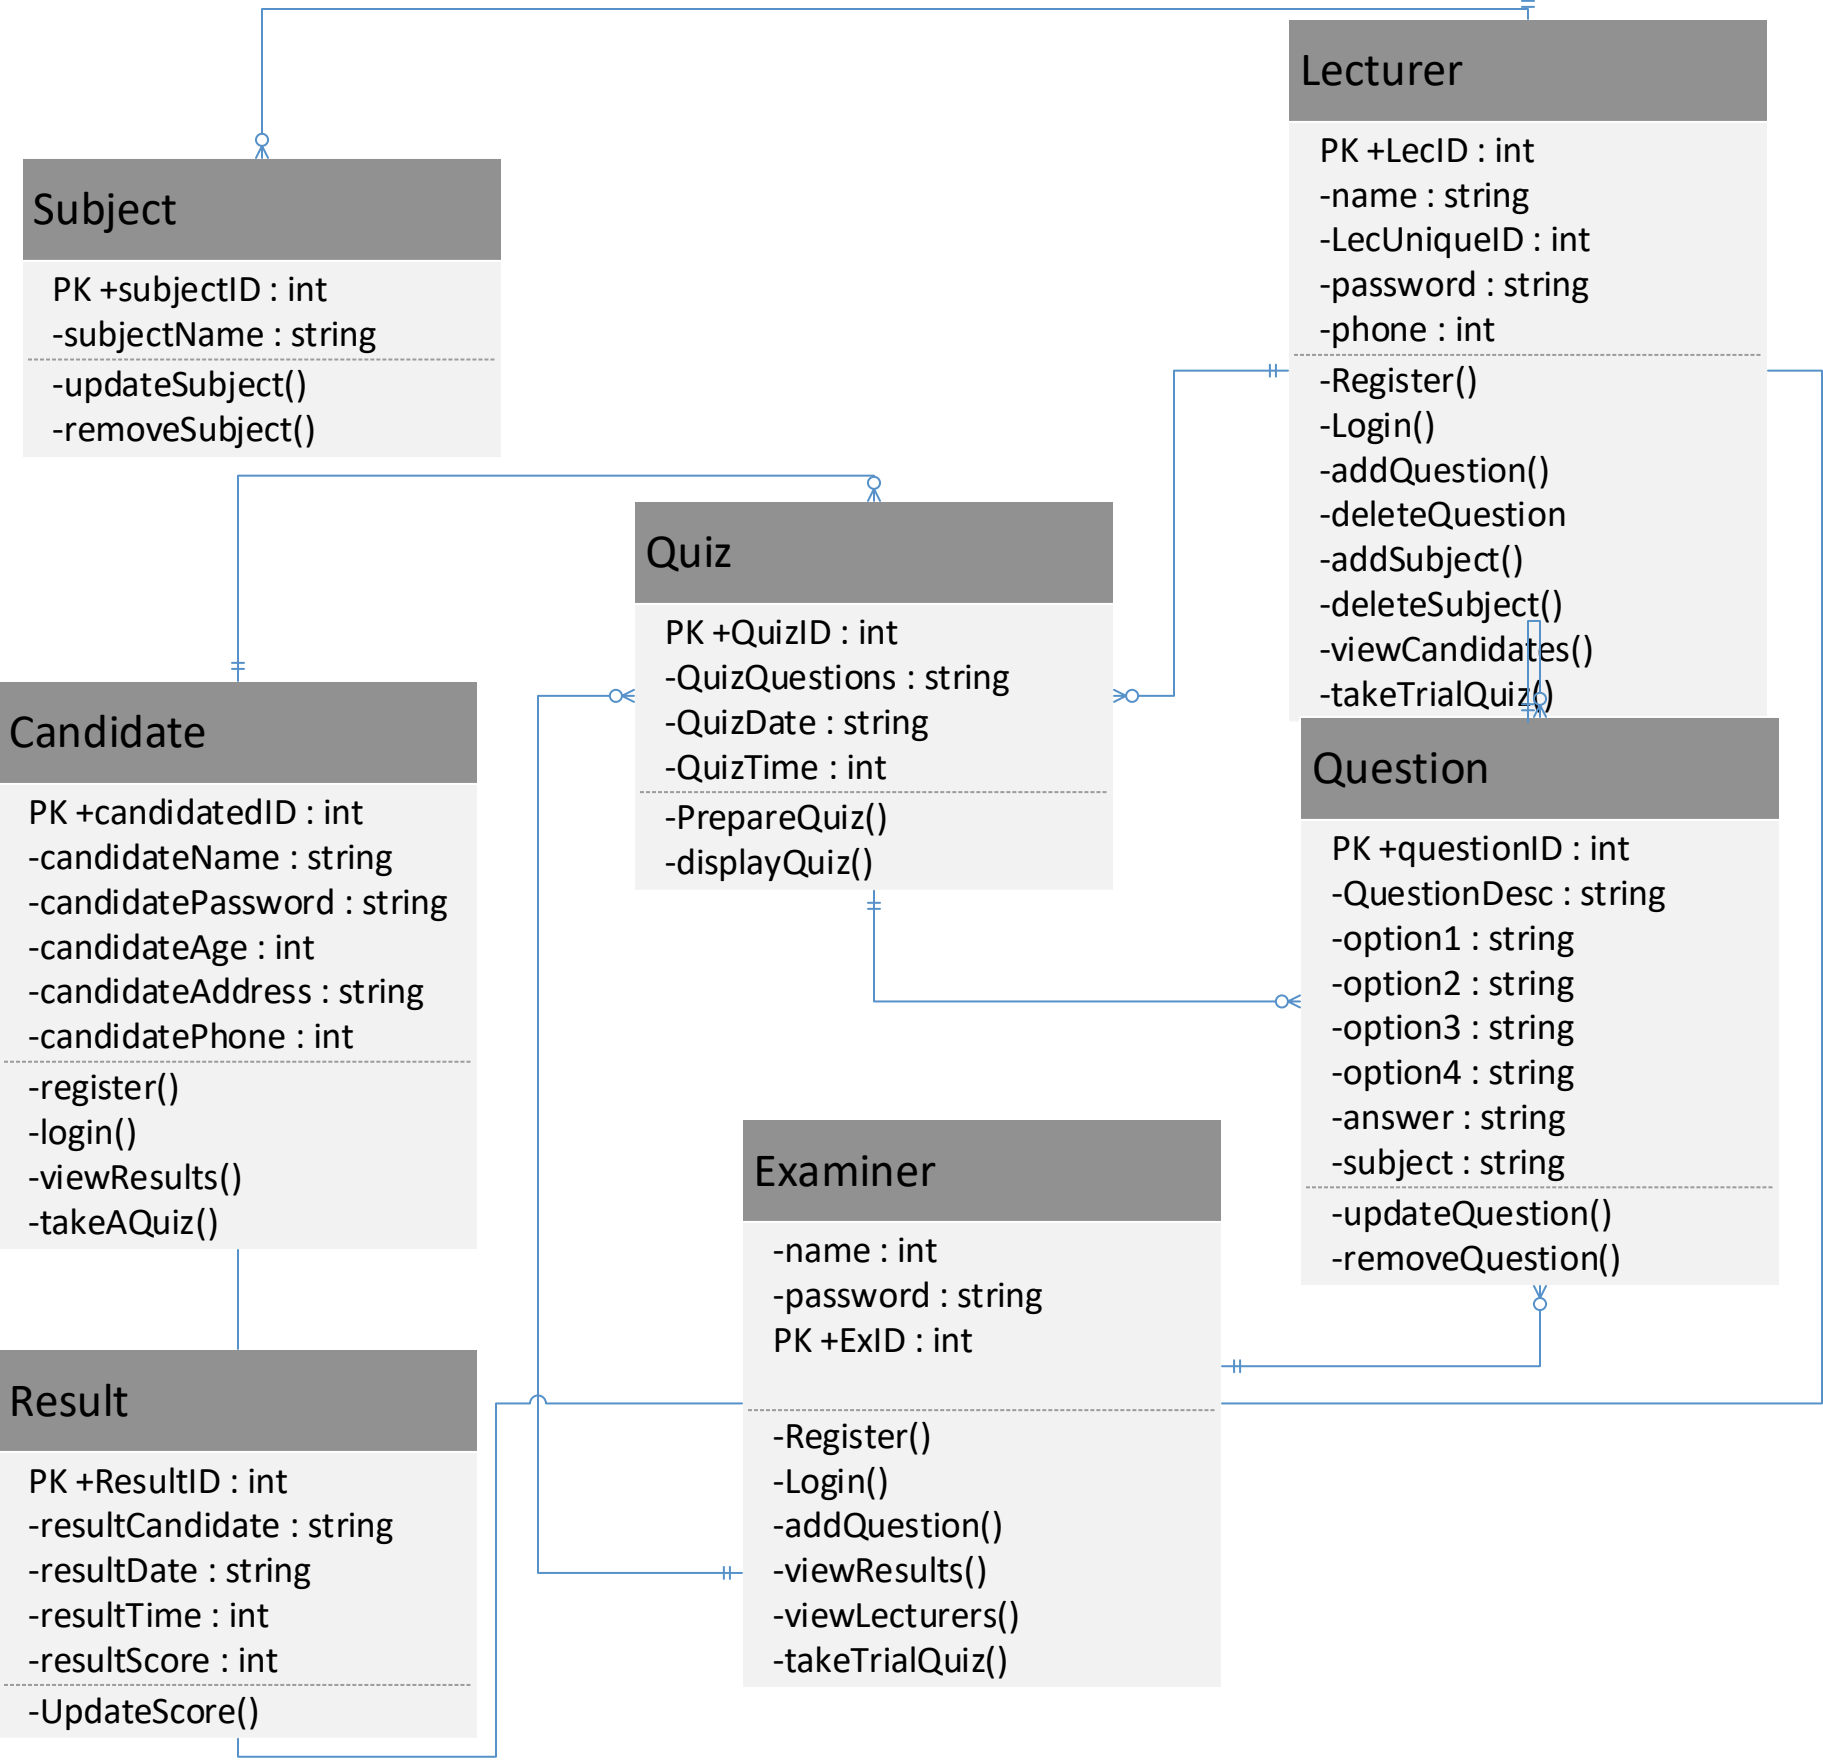 Lecturer
PK +LecID : int
-name : string
-LecUniqueID : int
-password : string
-phone : int
-Register()
-Login()
-addQuestion()
-deleteQuestion
-addSubject()
-deleteSubject()
-viewCandidates()
-takeTrialQuiz()
Subject
PK +subjectID : int
-subjectName : string
-updateSubject()
-removeSubject()
Quiz
PK +QuizID : int
-QuizQuestions : string
-QuizDate : string
-QuizTime : int
-PrepareQuiz()
-displayQuiz()
Candidate
PK +candidatedID : int
-candidateName : string
-candidatePassword : string
-candidateAge : int
-candidateAddress : string
-candidatePhone : int
-register()
-login()
-viewResults()
-takeAQuiz()
Question
PK +questionID : int
-QuestionDesc : string
-option1 : string
-option2 : string
-option3 : string
-option4 : string
-answer : string
-subject : string
-updateQuestion()
-removeQuestion()
Examiner
-name : int
-password : string
PK +ExID : int
-Register()
-Login()
-addQuestion()
-viewResults()
-viewLecturers()
-takeTrialQuiz()
Result
PK +ResultID : int
-resultCandidate : string
-resultDate : string
-resultTime : int
-resultScore : int
-UpdateScore()